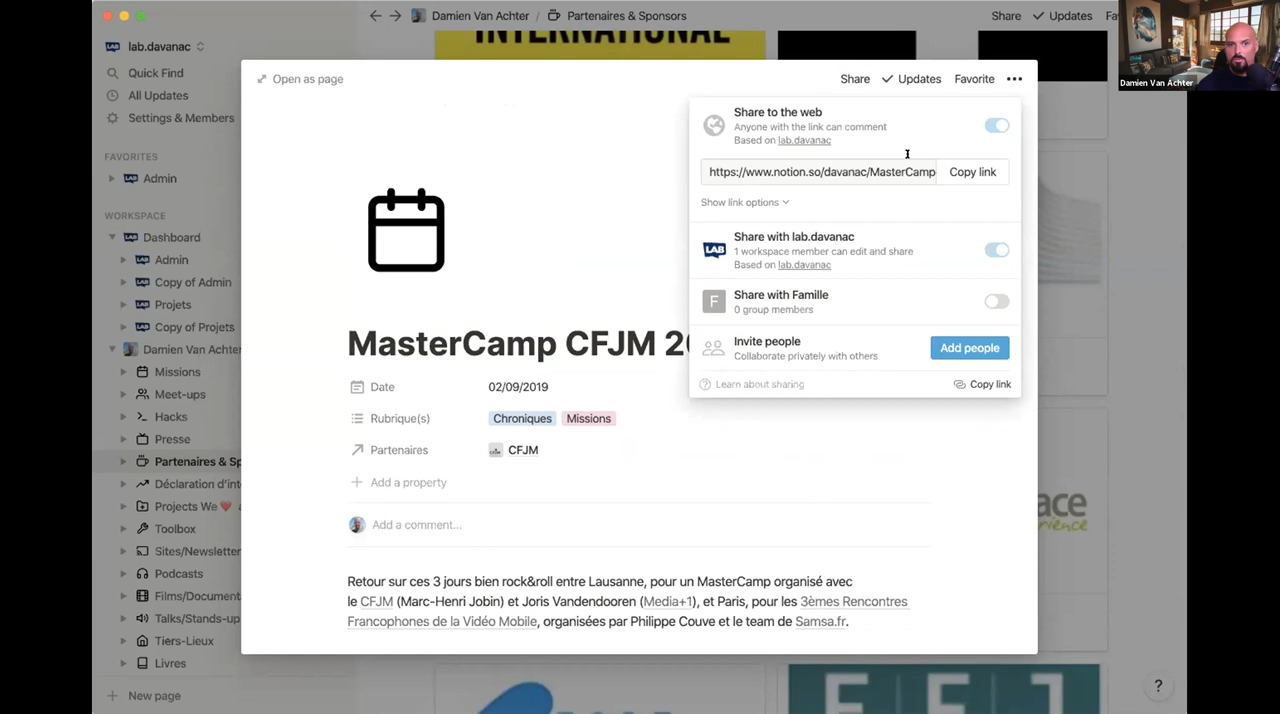 Damien Van Achter / Partenaires & Sponsors
Share Updates
lab.davanac
Quick Find
All Updates
Settings & Members
FAVORITES
Admin
WORKSPACE
Dashboard
Admin
Copy of Admin
Projets
Copy of Projets
Damien Van Achter
Missions
Meet-ups
Hacks
Presse
Partenaires & Sp
Déclaration d'int
Projects We
Toolbox
Sites/Newsletter
Podcasts
Films/Document
Talks/Stands-up
Tiers-Lieux
Livres
New page
INTERNATIONAL
Open as page
Share Updates Favorite
MasterCamp CFJM 20
Date 02/09/2019
Rubrique(s) Chroniques Missions
Partenaires CFJM
Add a property
Add a comment...
Retour sur ces 3 jours bien rock&roll entre Lausanne, pour un MasterCamp organisé avec
le CFJM (Marc-Henri Jobin) et Joris Vandendooren (Media+1), et Paris, pour les 3èmes Rencontres
Francophones de la Vidéo Mobile, organisées par Philippe Couve et le team de Samsa.fr.
Share to the web
Anyone with the link can comment
Based on lab.davanac
https://www.notion.so/davanac/MasterCamp
Copy link
Show link options
LAB
Share with lab.davanac
1 workspace member can edit and share
Based on lab.davanac
F
Share with Famille
0 group members
Invite people
Collaborate privately with others
Add people
Learn about sharing
Copy link
Damien Van Achter
ace
rience
?